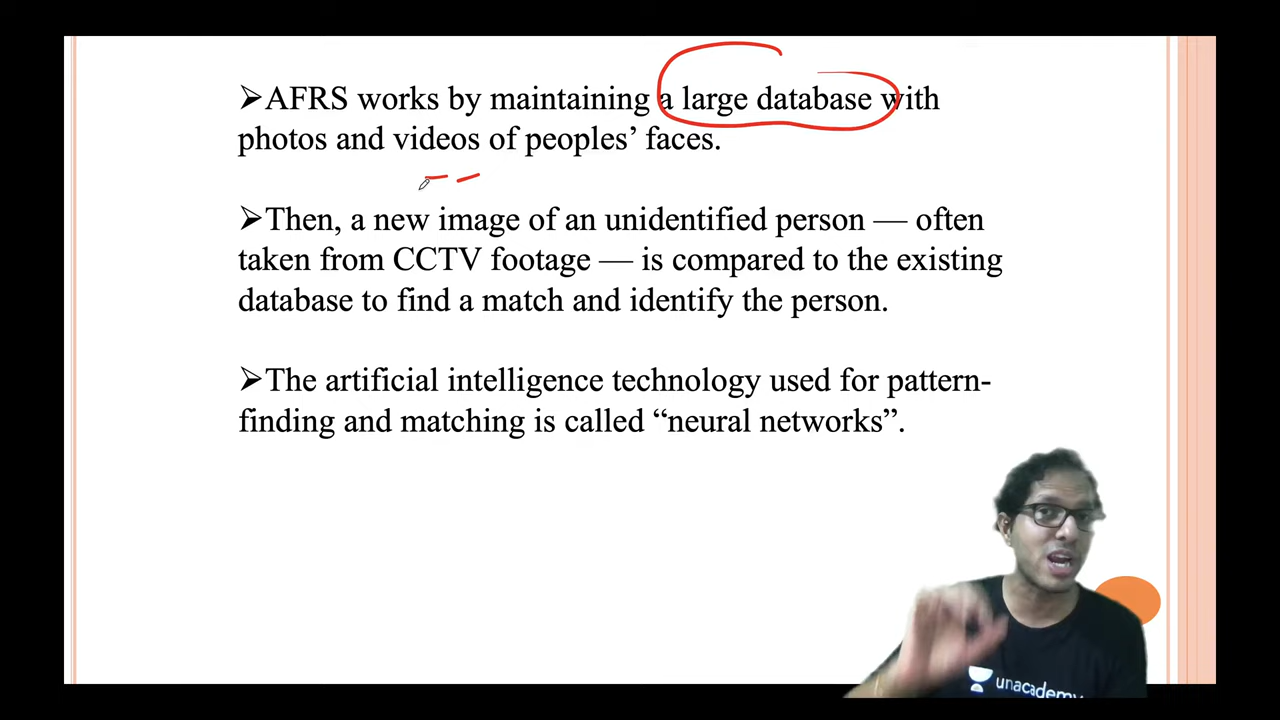 ➢AFRS works by maintaining a large database with
photos and videos of peoples’ faces.
➢Then, a new image of an unidentified person — often
taken from CCTV footage — is compared to the existing
database to find a match and identify the person.
➢The artificial intelligence technology used for pattern-
finding and matching is called “neural networks”.
unacademy